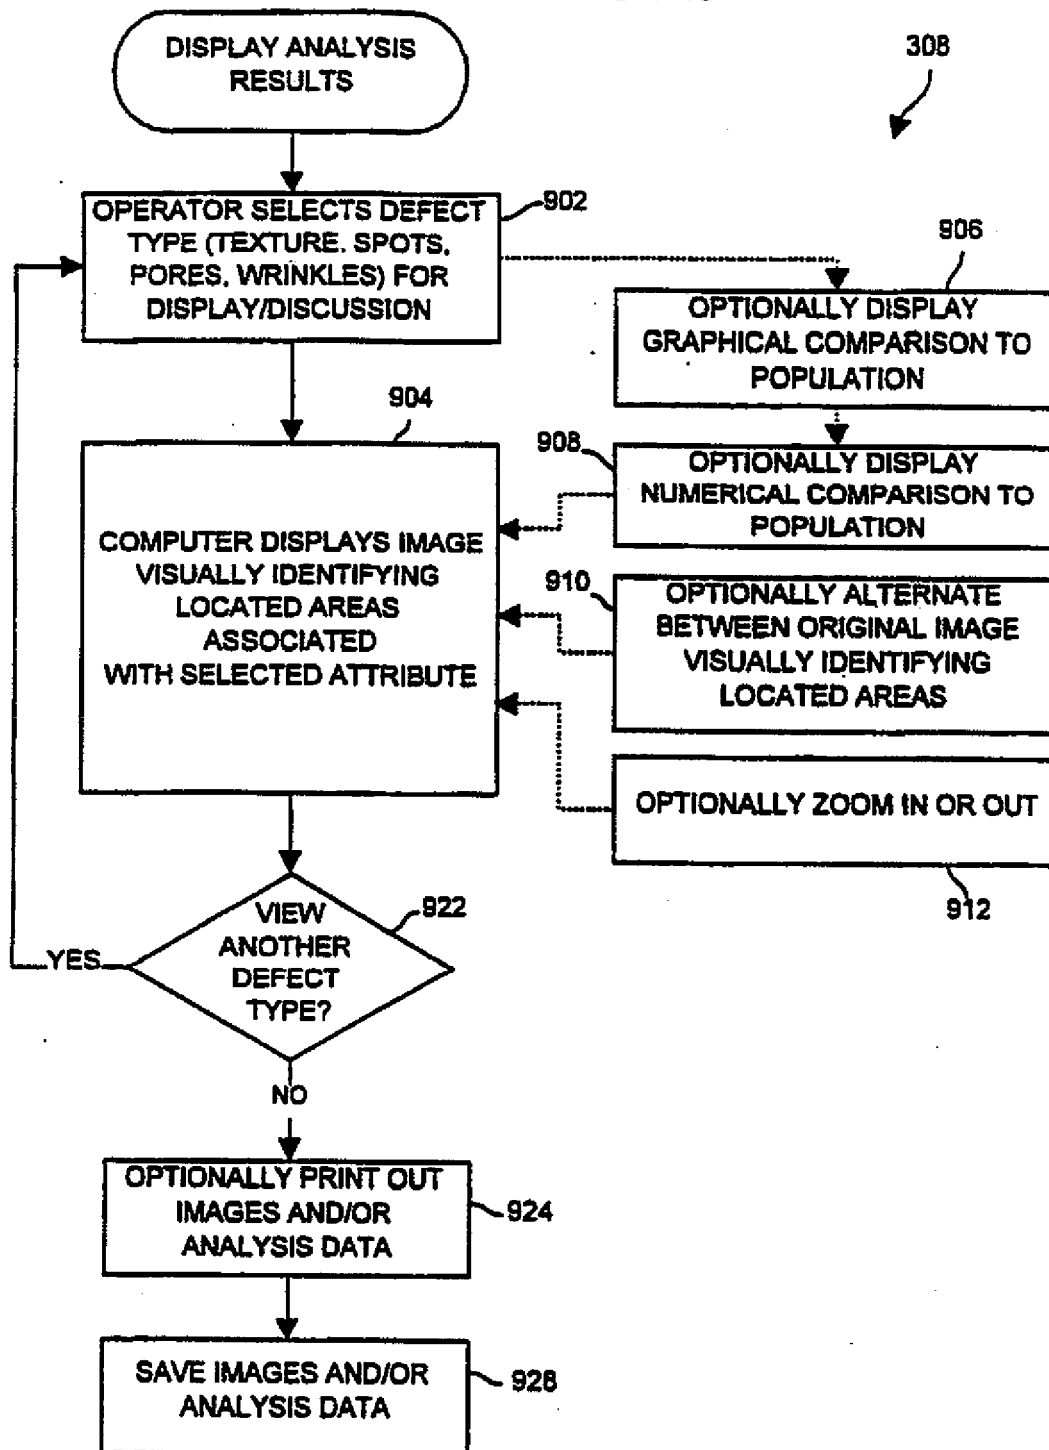 DISPLAY ANALYSIS
RESULTS
308
902
OPERATOR SELECTS DEFECT
TYPE (TEXTURE. SPOTS,
PORES, WRINKLES) FOR
DISPLAY/DISCUSSION
906
OPTIONALLY DISPLAY
GRAPHICAL COMPARISON TO
POPULATION
904
COMPUTER DISPLAYS IMAGE
VISUALLY IDENTIFYING
LOCATED AREAS
ASSOCIATED
WITH SELECTED ATTRIBUTE
908
OPTIONALLY DISPLAY
NUMERICAL COMPARISON TO
POPULATION
910
OPTIONALLY ALTERNATE
BETWEEN ORIGINAL IMAGE
VISUALLY IDENTIFYING
LOCATED AREAS
OPTIONALLY ZOOM IN OR OUT
912
922
VIEW
ANOTHER
DEFECT
TYPE?
YES
NO
OPTIONALLY PRINT OUT
IMAGES AND/OR
ANALYSIS DATA
924
SAVE IMAGES AND/OR
ANALYSIS DATA
928